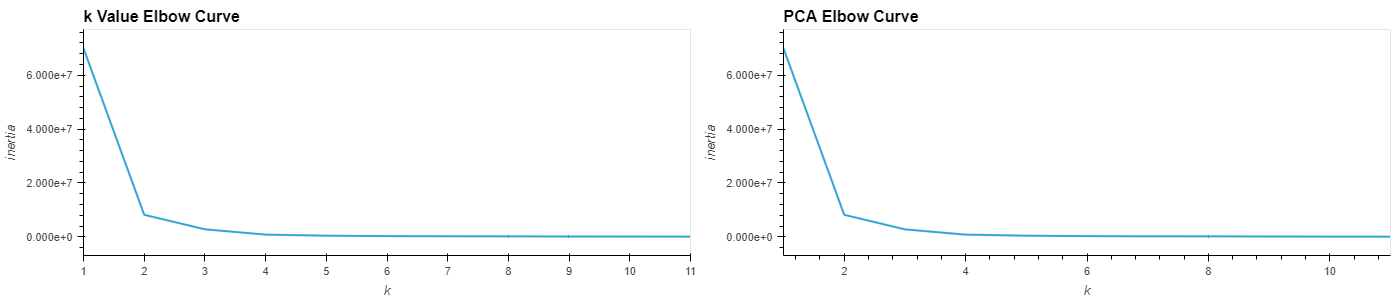 k Value Elbow Curve
6.000e+7
4.000e+7
2.000e+7
0.000e+0
inertia
1 2 3 4 5 6 7 8 9 10 11
k
PCA Elbow Curve
6.000e+7
4.000e+7
2.000e+7
0.000e+0
inertia
2 4 6 8 10
k